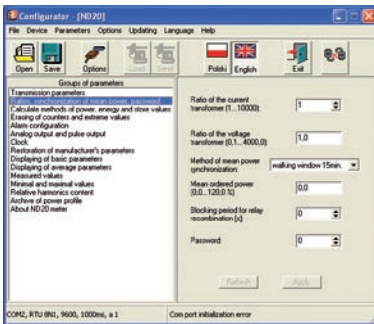 Configurator - [ND20]
File Device Parameters Options Updating Language Help
Open Save Options Load Send Polski English Exit
Groups of parameters
Transmission parameters
Ratios, synchronization of mean power, password
Calculate methods of power, energy and store values
Erasing of counters and extreme values
Alarm configuration
Analog output and pulse output
Clock
Restoration of manufacturer's parameters
Displaying of basic parameters
Displaying of average parameters
Measured values
Minimal and maximal values
Relative harmonics content
Archive of power profile
About ND20 meter
Ratio of the current
transformer (1...10000):
1
Ratio of the voltage
transformer (0,1...4000,0):
1,0
Method of mean power
synchronization:
walking window 15min.
Mean ordered power
(0,0...120,0 %)
0,0
Blocking period for relay
recombination [s]
0
Password:
0
Refresh Apply
COM2, RTU 8N1, 9600, 1000ms, a 1 Com port initialization error